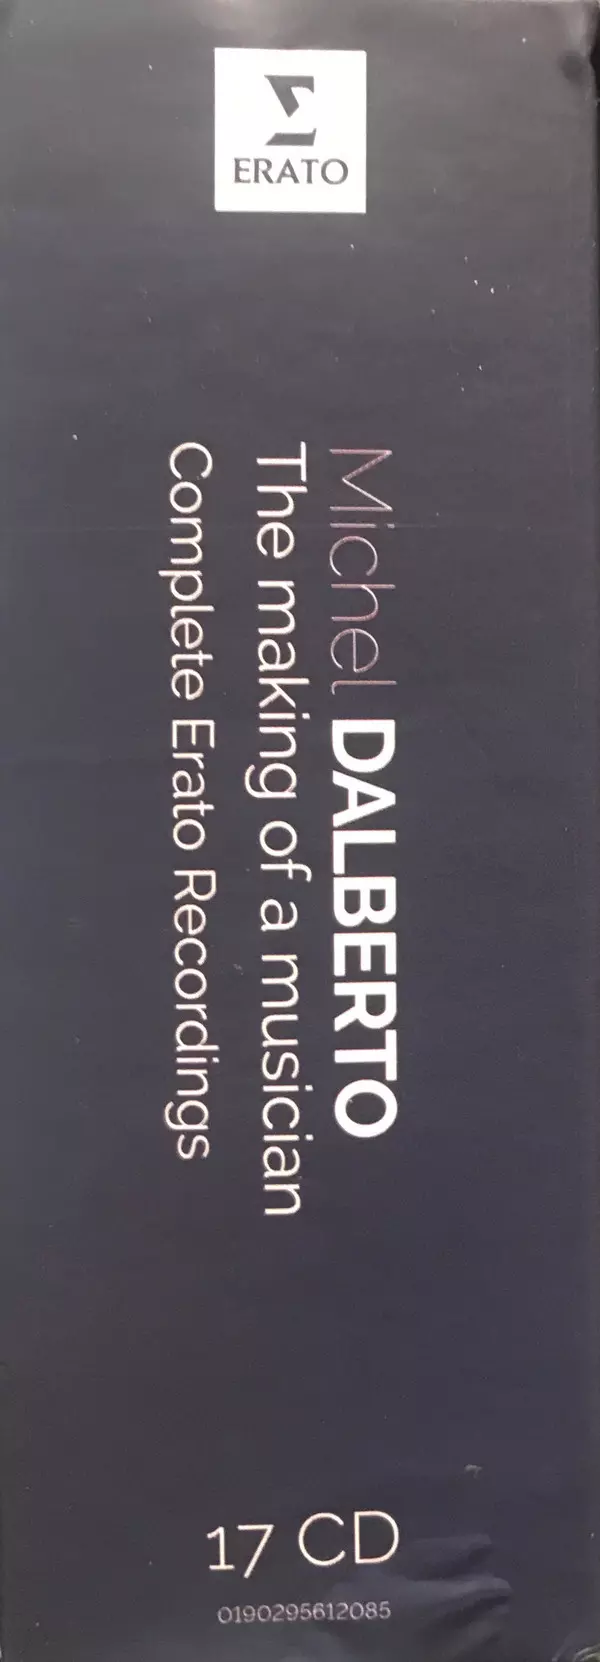 ERATO
Michel DALBERTO
The making of a musician
Complete Erato Recordings
17 CD
0190295612085